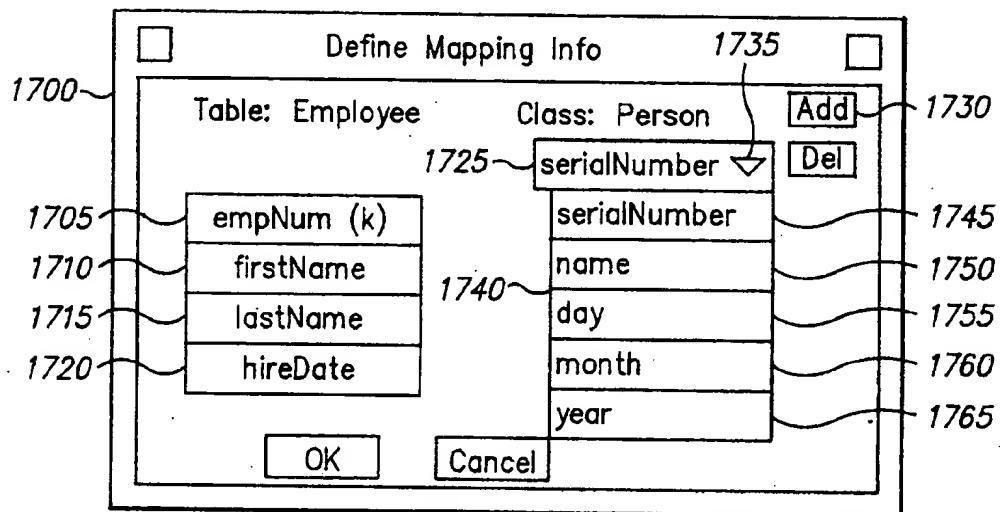 Define Mapping Info 1735
1700
Table: Employee Class: Person Add 1730
1725 serialNumber Del
1705 empNum (k) serialNumber 1745
1710 firstName 1740 name 1750
1715 lastName day 1755
1720 hireDate month 1760
year 1765
OK Cancel